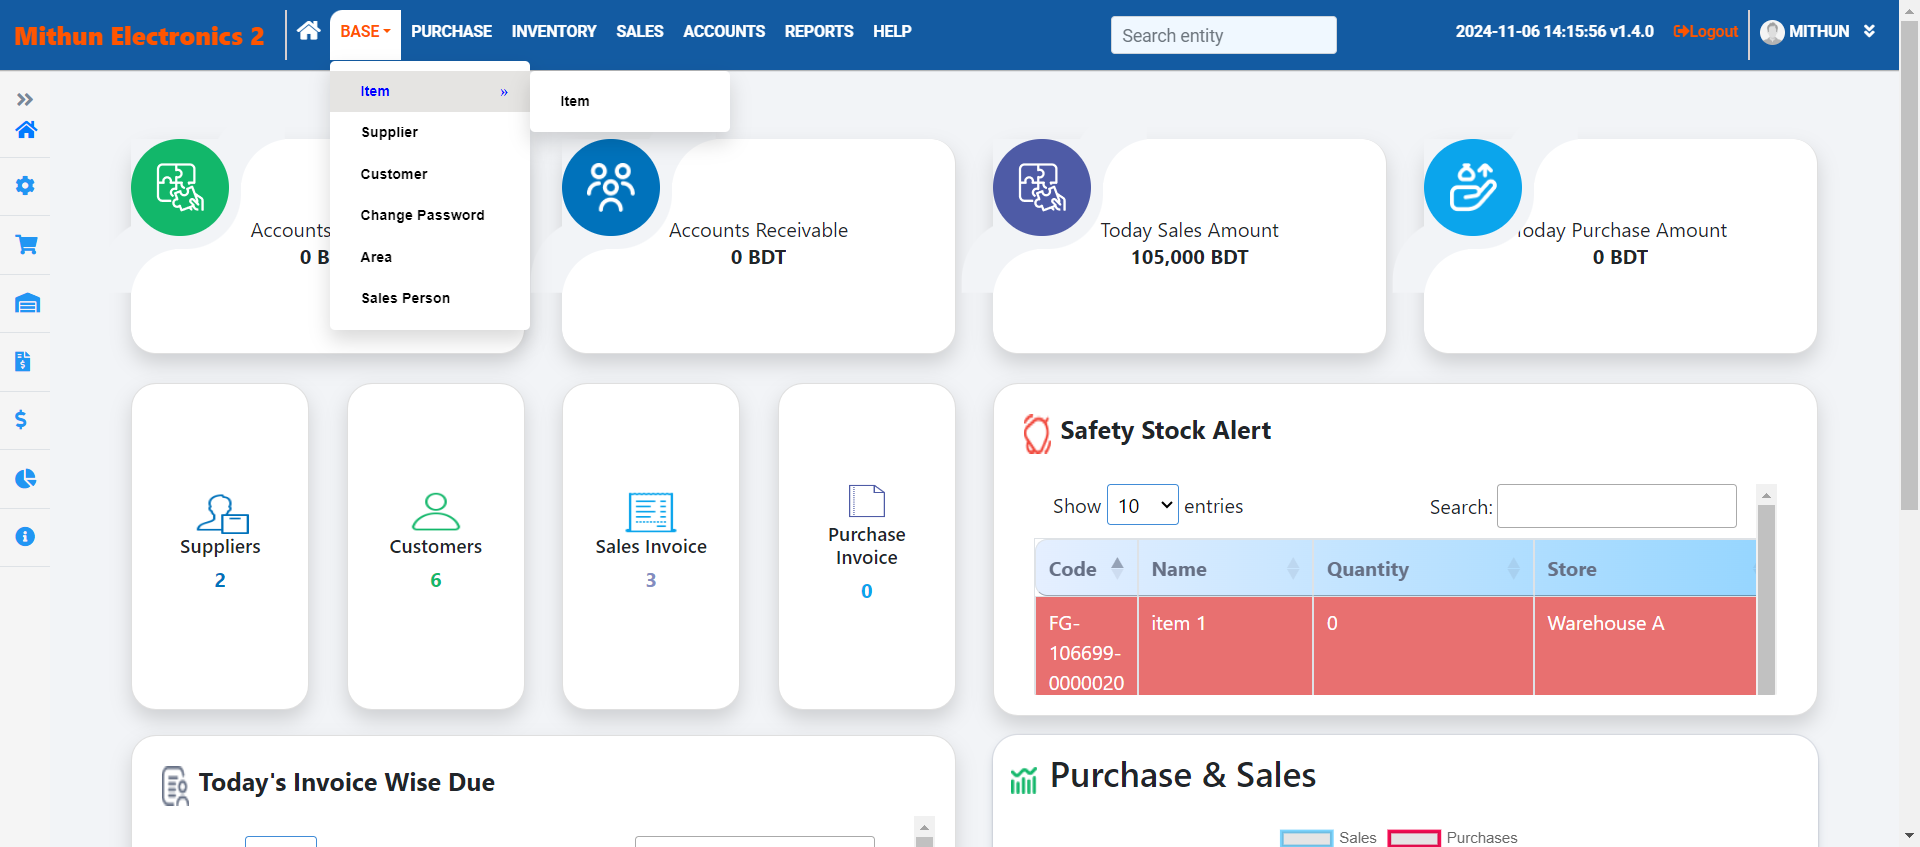 Mithun Electronics 2
BASE PURCHASE INVENTORY SALES ACCOUNTS REPORTS HELP
Search entity
2024-11-06 14:15:56 v1.4.0
Logout
MITHUN
Item »
Item
Supplier
Customer
Change Password
Area
Sales Person
Accounts
0 B
Accounts Receivable
0 BDT
Today Sales Amount
105,000 BDT
Today Purchase Amount
0 BDT
Suppliers
2
Customers
6
Sales Invoice
3
Purchase
Invoice
0
Safety Stock Alert
Show 10 entries
Search:
Code Name Quantity Store
FG- item 1 0 Warehouse A
106699-
0000020
Today's Invoice Wise Due
Purchase & Sales
Sales Purchases